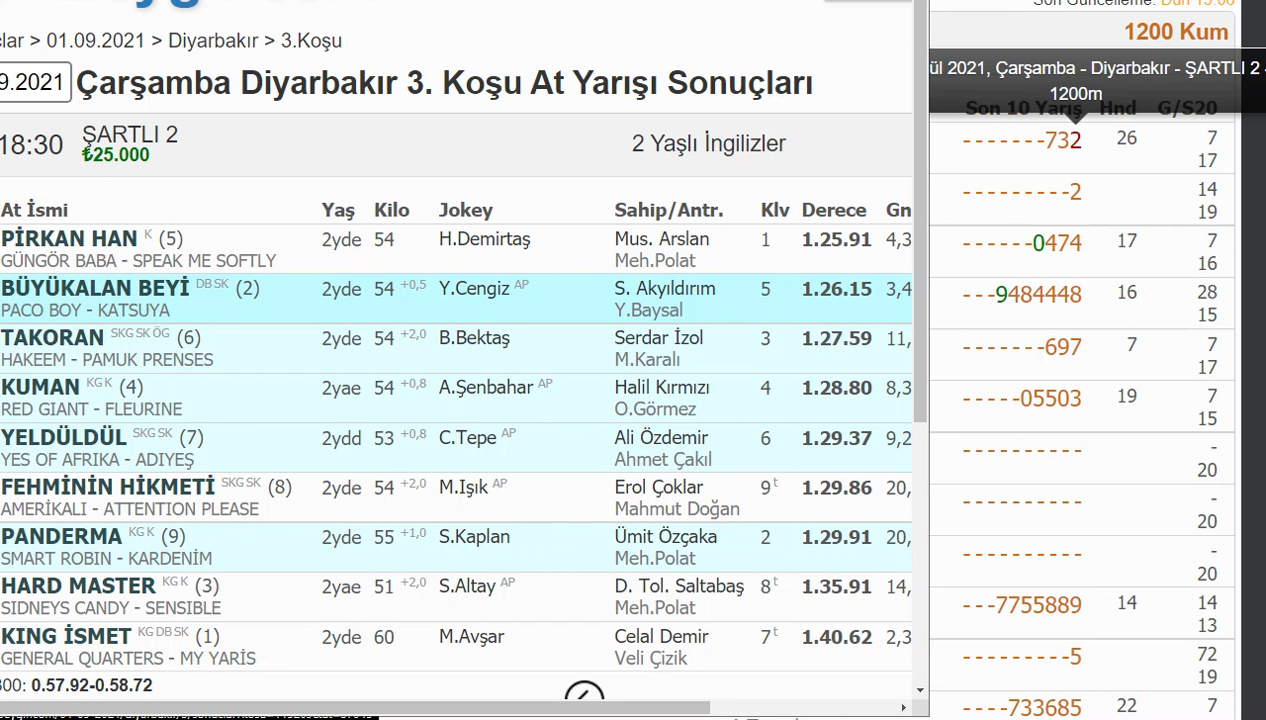 Son Güncelleme: Dün 15:06
lar > 01.09.2021 > Diyarbakır > 3.Koşu
1200 Kum
9.2021 Çarşamba Diyarbakır 3. Koşu At Yarışı Sonuçları
ül 2021, Çarşamba - Diyarbakır - ŞARTLI 2 -
1200m
Son 10 Yarış Hnd G/S20
18:30 ŞARTLI 2 2 Yaşlı İngilizler
₺25.000
At İsmi Yaş Kilo Jokey Sahip/Antr. Klv Derece Gn
PİRKAN HAN K (5) 2yde 54 H.Demirtaş Mus. Arslan 1 1.25.91 4,3
GÜNGÖR BABA - SPEAK ME SOFTLY Meh.Polat
BÜYÜKALAN BEYİ DB SK (2) 2yde 54 +0,5 Y.Cengiz AP S. Akyıldırım 5 1.26.15 3,4
PACO BOY - KATSUYA Y.Baysal
TAKORAN SKG SK ÖG (6) 2yde 54 +2,0 B.Bektaş Serdar İzol 3 1.27.59 11,
HAKEEM - PAMUK PRENSES M.Karalı
KUMAN KG K (4) 2yae 54 +0,8 A.Şenbahar AP Halil Kırmızı 4 1.28.80 8,3
RED GIANT - FLEURINE O.Görmez
YELDÜLDÜL SKG SK (7) 2ydd 53 +0,8 C.Tepe AP Ali Özdemir 6 1.29.37 9,2
YES OF AFRIKA - ADIYEŞ Ahmet Çakıl
FEHMİNİN HİKMETİ SKG SK (8) 2yde 54 +2,0 M.Işık AP Erol Çoklar 9t 1.29.86 20,
AMERİKALI - ATTENTION PLEASE Mahmut Doğan
PANDERMA KG K (9) 2yde 55 +1,0 S.Kaplan Ümit Özçaka 2 1.29.91 20,
SMART ROBIN - KARDENİM Meh.Polat
HARD MASTER KG K (3) 2yae 51 +2,0 S.Altay AP D. Tol. Saltabaş 8t 1.35.91 14,
SIDNEYS CANDY - SENSIBLE Meh.Polat
KING İSMET KG DB SK (1) 2yde 60 M.Avşar Celal Demir 7t 1.40.62 2,3
GENERAL QUARTERS - MY YARİS Veli Çizik
800: 0.57.92-0.58.72
-------732 26 7
17
---------2 14
19
------0474 17 7
16
---9484448 16 28
15
-------697 7 7
17
-----05503 19 7
15
---------- -
20
---------- -
20
---------- -
20
---7755889 14 14
13
---------5 72
19
----733685 22 7